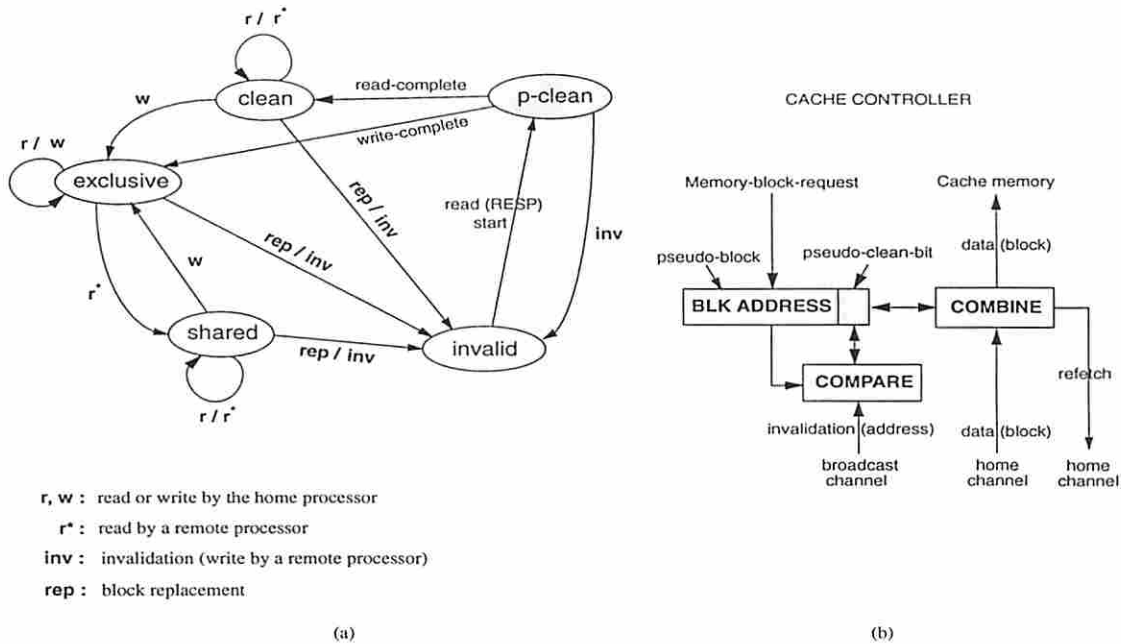 r / r*
clean
read-complete
p-clean
w
write-complete
r / w
exclusive
rep / inv
read (RESP)
start
inv
rep / inv
w
r*
shared
rep / inv
invalid
r / r*
r, w : read or write by the home processor
r* : read by a remote processor
inv : invalidation (write by a remote processor)
rep : block replacement
(a)
CACHE CONTROLLER
Memory-block-request
Cache memory
data (block)
pseudo-block
pseudo-clean-bit
BLK ADDRESS
COMBINE
COMPARE
refetch
invalidation (address)
data (block)
broadcast
channel
home
channel
home
channel
(b)